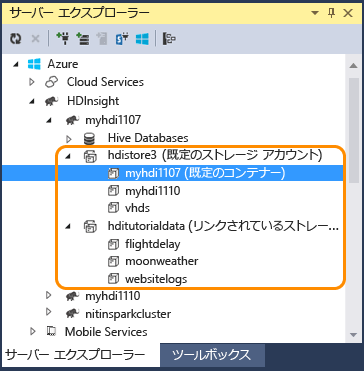 サーバー エクスプローラー
Azure
Cloud Services
HDInsight
myhdi1107
Hive Databases
hdistore3 (既定のストレージ アカウント)
myhdi1107 (既定のコンテナー)
myhdi1110
vhds
hditutorialdata (リンクされているストレー...
flightdelay
moonweather
websitelogs
myhdi1110
nitinsparkcluster
Mobile Services
サーバー エクスプローラー ツールボックス